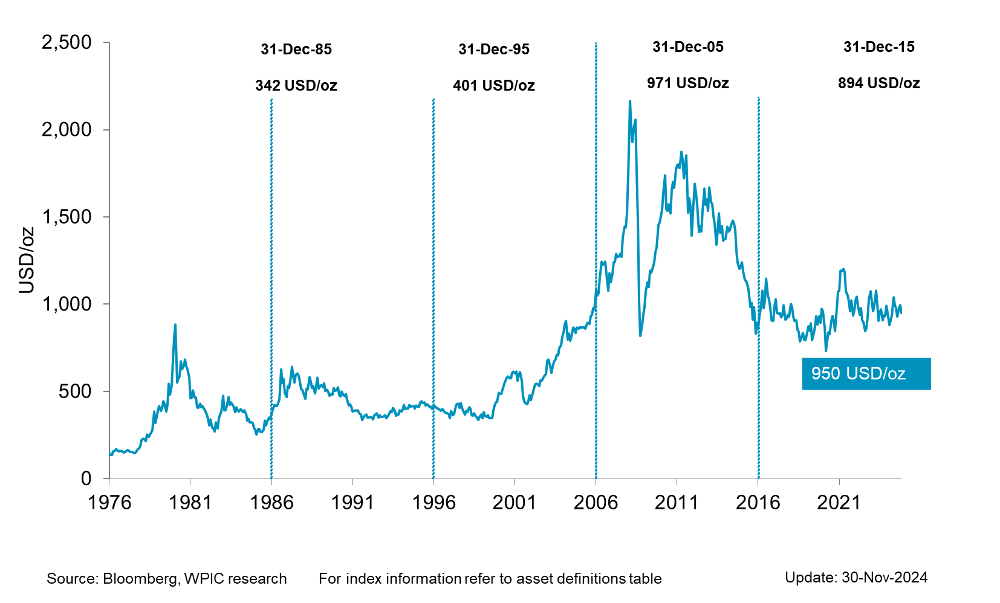 31-Dec-85
342 USD/oz
31-Dec-95
401 USD/oz
31-Dec-05
971 USD/oz
31-Dec-15
894 USD/oz
USD/oz
2,500
2,000
1,500
1,000
500
0
950 USD/oz
1976 1981 1986 1991 1996 2001 2006 2011 2016 2021
Source: Bloomberg, WPIC research For index information refer to asset definitions table Update: 30-Nov-2024